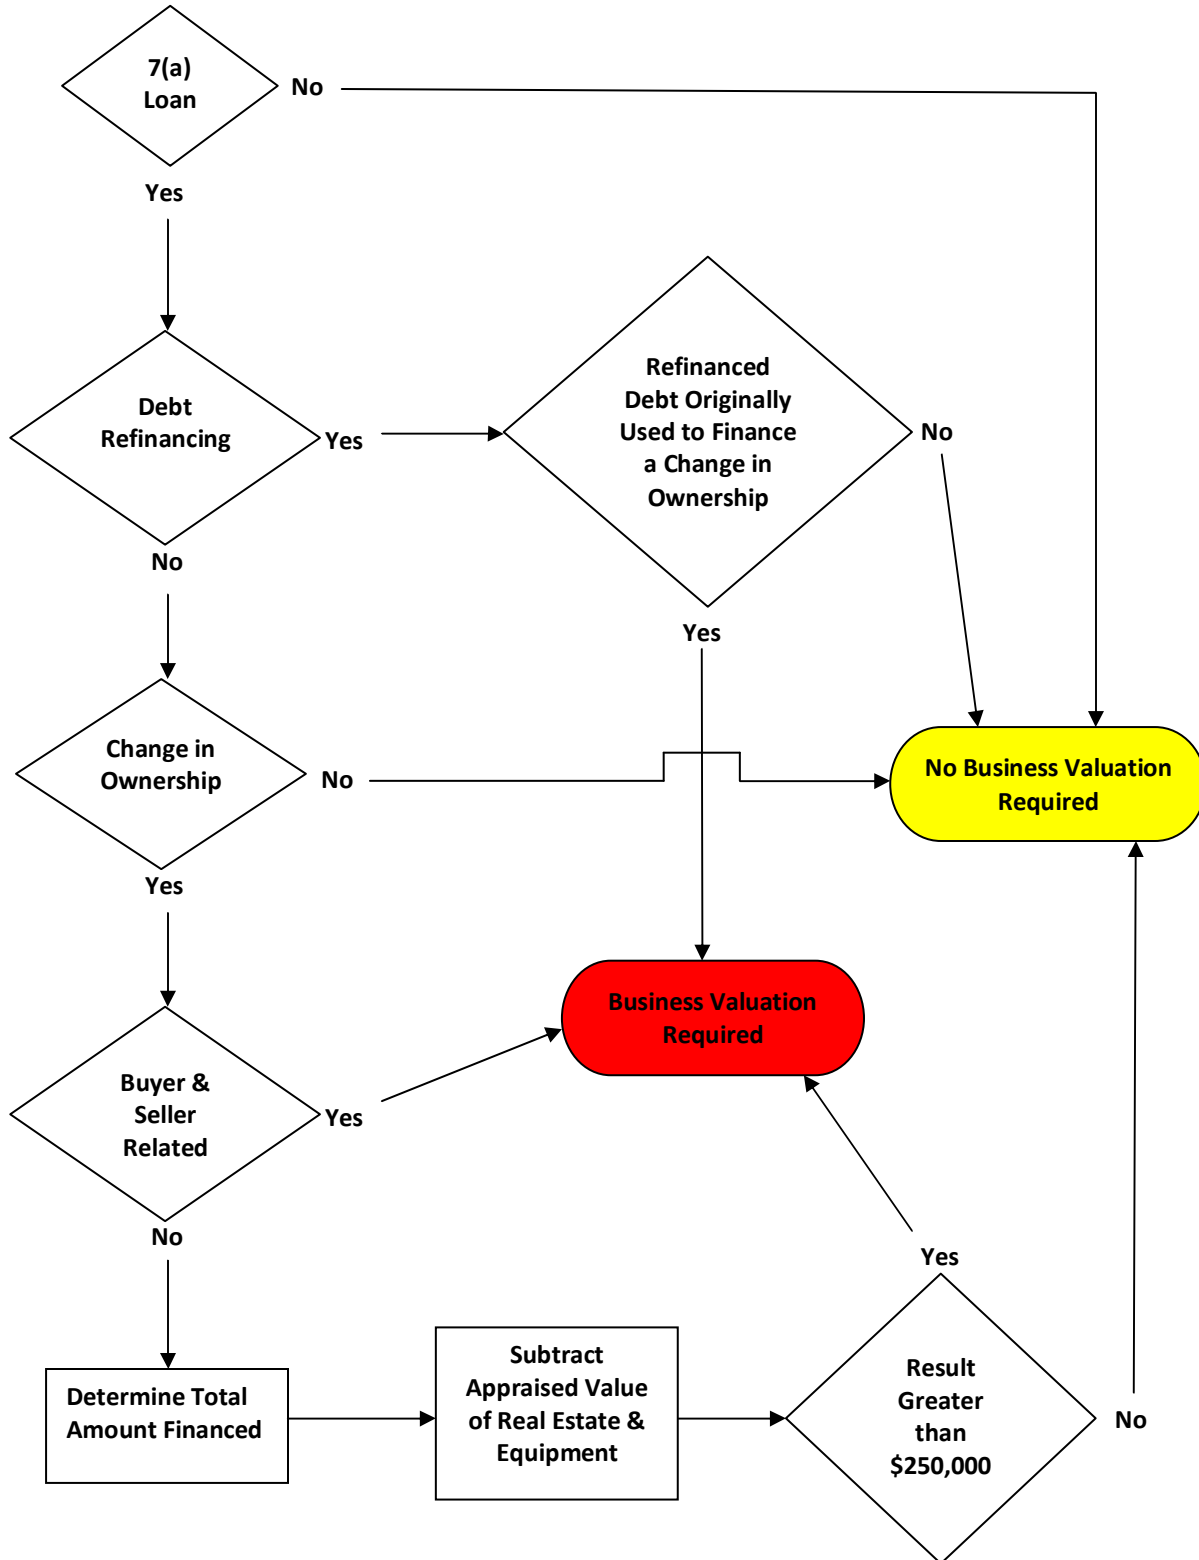 7(a)
Loan
No
Yes
Debt
Refinancing
Yes
Refinanced
Debt Originally
Used to Finance
a Change in
Ownership
No
No
Yes
Change in
Ownership
No
No Business Valuation
Required
Yes
Business Valuation
Required
Buyer &
Seller
Related
Yes
No
Yes
Determine Total
Amount Financed
Subtract
Appraised Value
of Real Estate &
Equipment
Result
Greater
than
$250,000
No